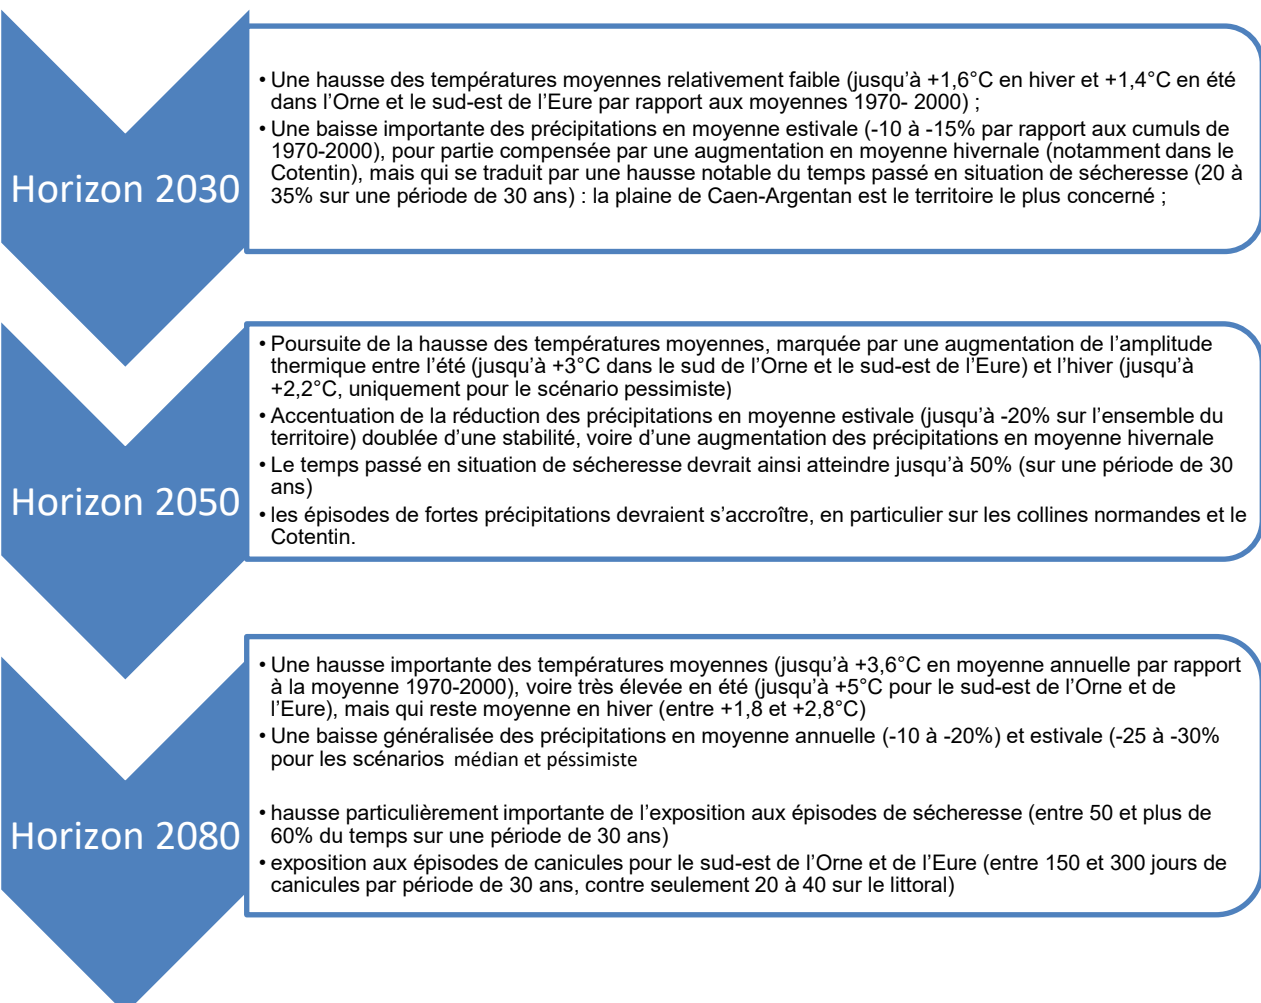 Horizon 2030
• Une hausse des températures moyennes relativement faible (jusqu’à +1,6°C en hiver et +1,4°C en été
dans l’Orne et le sud-est de l’Eure par rapport aux moyennes 1970- 2000) ;
• Une baisse importante des précipitations en moyenne estivale (-10 à -15% par rapport aux cumuls de
1970-2000), pour partie compensée par une augmentation en moyenne hivernale (notamment dans le
Cotentin), mais qui se traduit par une hausse notable du temps passé en situation de sécheresse (20 à
35% sur une période de 30 ans) : la plaine de Caen-Argentan est le territoire le plus concerné ;
Horizon 2050
• Poursuite de la hausse des températures moyennes, marquée par une augmentation de l’amplitude
thermique entre l’été (jusqu’à +3°C dans le sud de l’Orne et le sud-est de l’Eure) et l’hiver (jusqu’à
+2,2°C, uniquement pour le scénario pessimiste)
• Accentuation de la réduction des précipitations en moyenne estivale (jusqu’à -20% sur l’ensemble du
territoire) doublée d’une stabilité, voire d’une augmentation des précipitations en moyenne hivernale
• Le temps passé en situation de sécheresse devrait ainsi atteindre jusqu’à 50% (sur une période de 30
ans)
• les épisodes de fortes précipitations devraient s’accroître, en particulier sur les collines normandes et le
Cotentin.
Horizon 2080
• Une hausse importante des températures moyennes (jusqu’à +3,6°C en moyenne annuelle par rapport
à la moyenne 1970-2000), voire très élevée en été (jusqu’à +5°C pour le sud-est de l’Orne et de
l’Eure), mais qui reste moyenne en hiver (entre +1,8 et +2,8°C)
• Une baisse généralisée des précipitations en moyenne annuelle (-10 à -20%) et estivale (-25 à -30%
pour les scénarios médian et péssimiste
• hausse particulièrement importante de l’exposition aux épisodes de sécheresse (entre 50 et plus de
60% du temps sur une période de 30 ans)
• exposition aux épisodes de canicules pour le sud-est de l’Orne et de l’Eure (entre 150 et 300 jours de
canicules par période de 30 ans, contre seulement 20 à 40 sur le littoral)